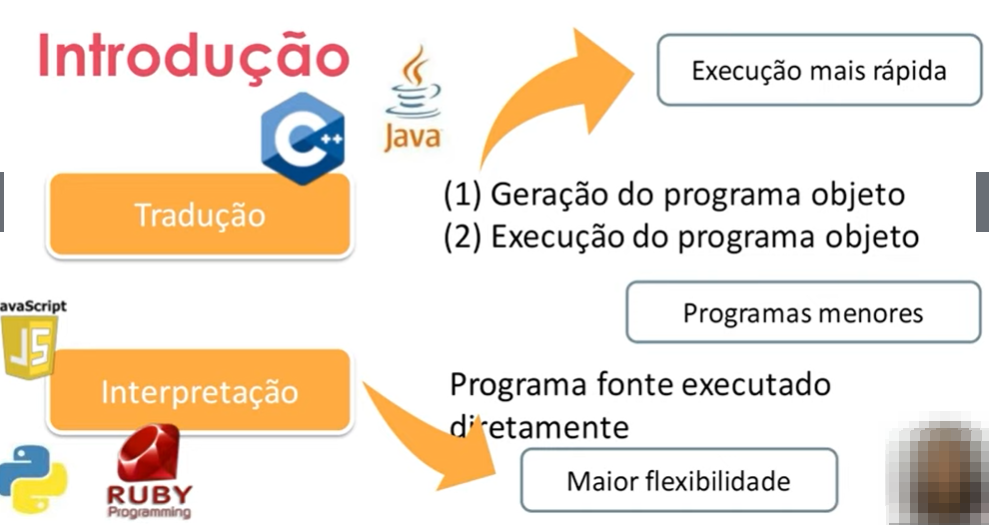 Introdução
C++
Java
Execução mais rápida
Tradução
(1) Geração do programa objeto
(2) Execução do programa objeto
Programas menores
avaScript
JS
Interpretação
Programa fonte executado
diretamente
Maior flexibilidade
RUBY
Programming